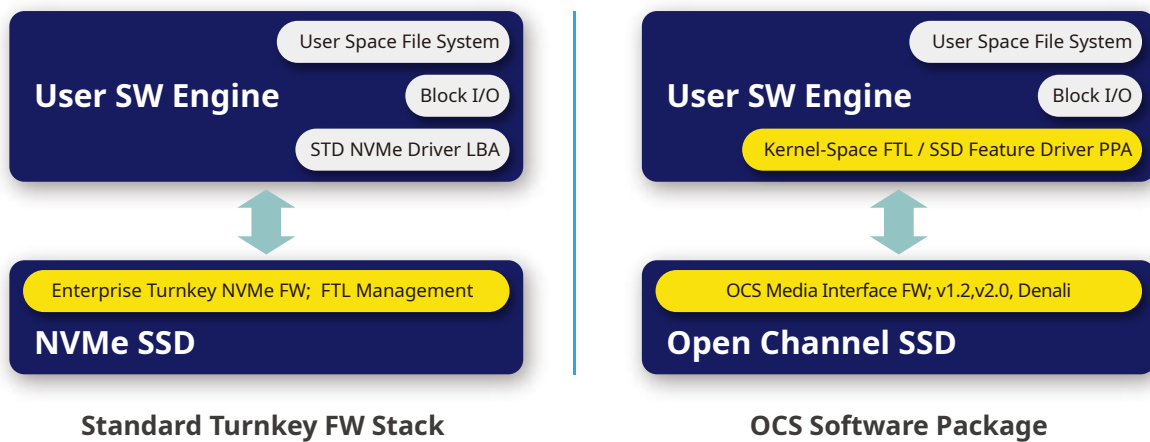 User Space File System
User SW Engine
Block I/O
STD NVMe Driver LBA
Enterprise Turnkey NVMe FW;  FTL Management
NVMe SSD
Standard Turnkey FW Stack
User Space File System
User SW Engine
Block I/O
Kernel-Space FTL / SSD Feature Driver PPA
OCS Media Interface FW; v1.2,v2.0, Denali
Open Channel SSD
OCS Software Package